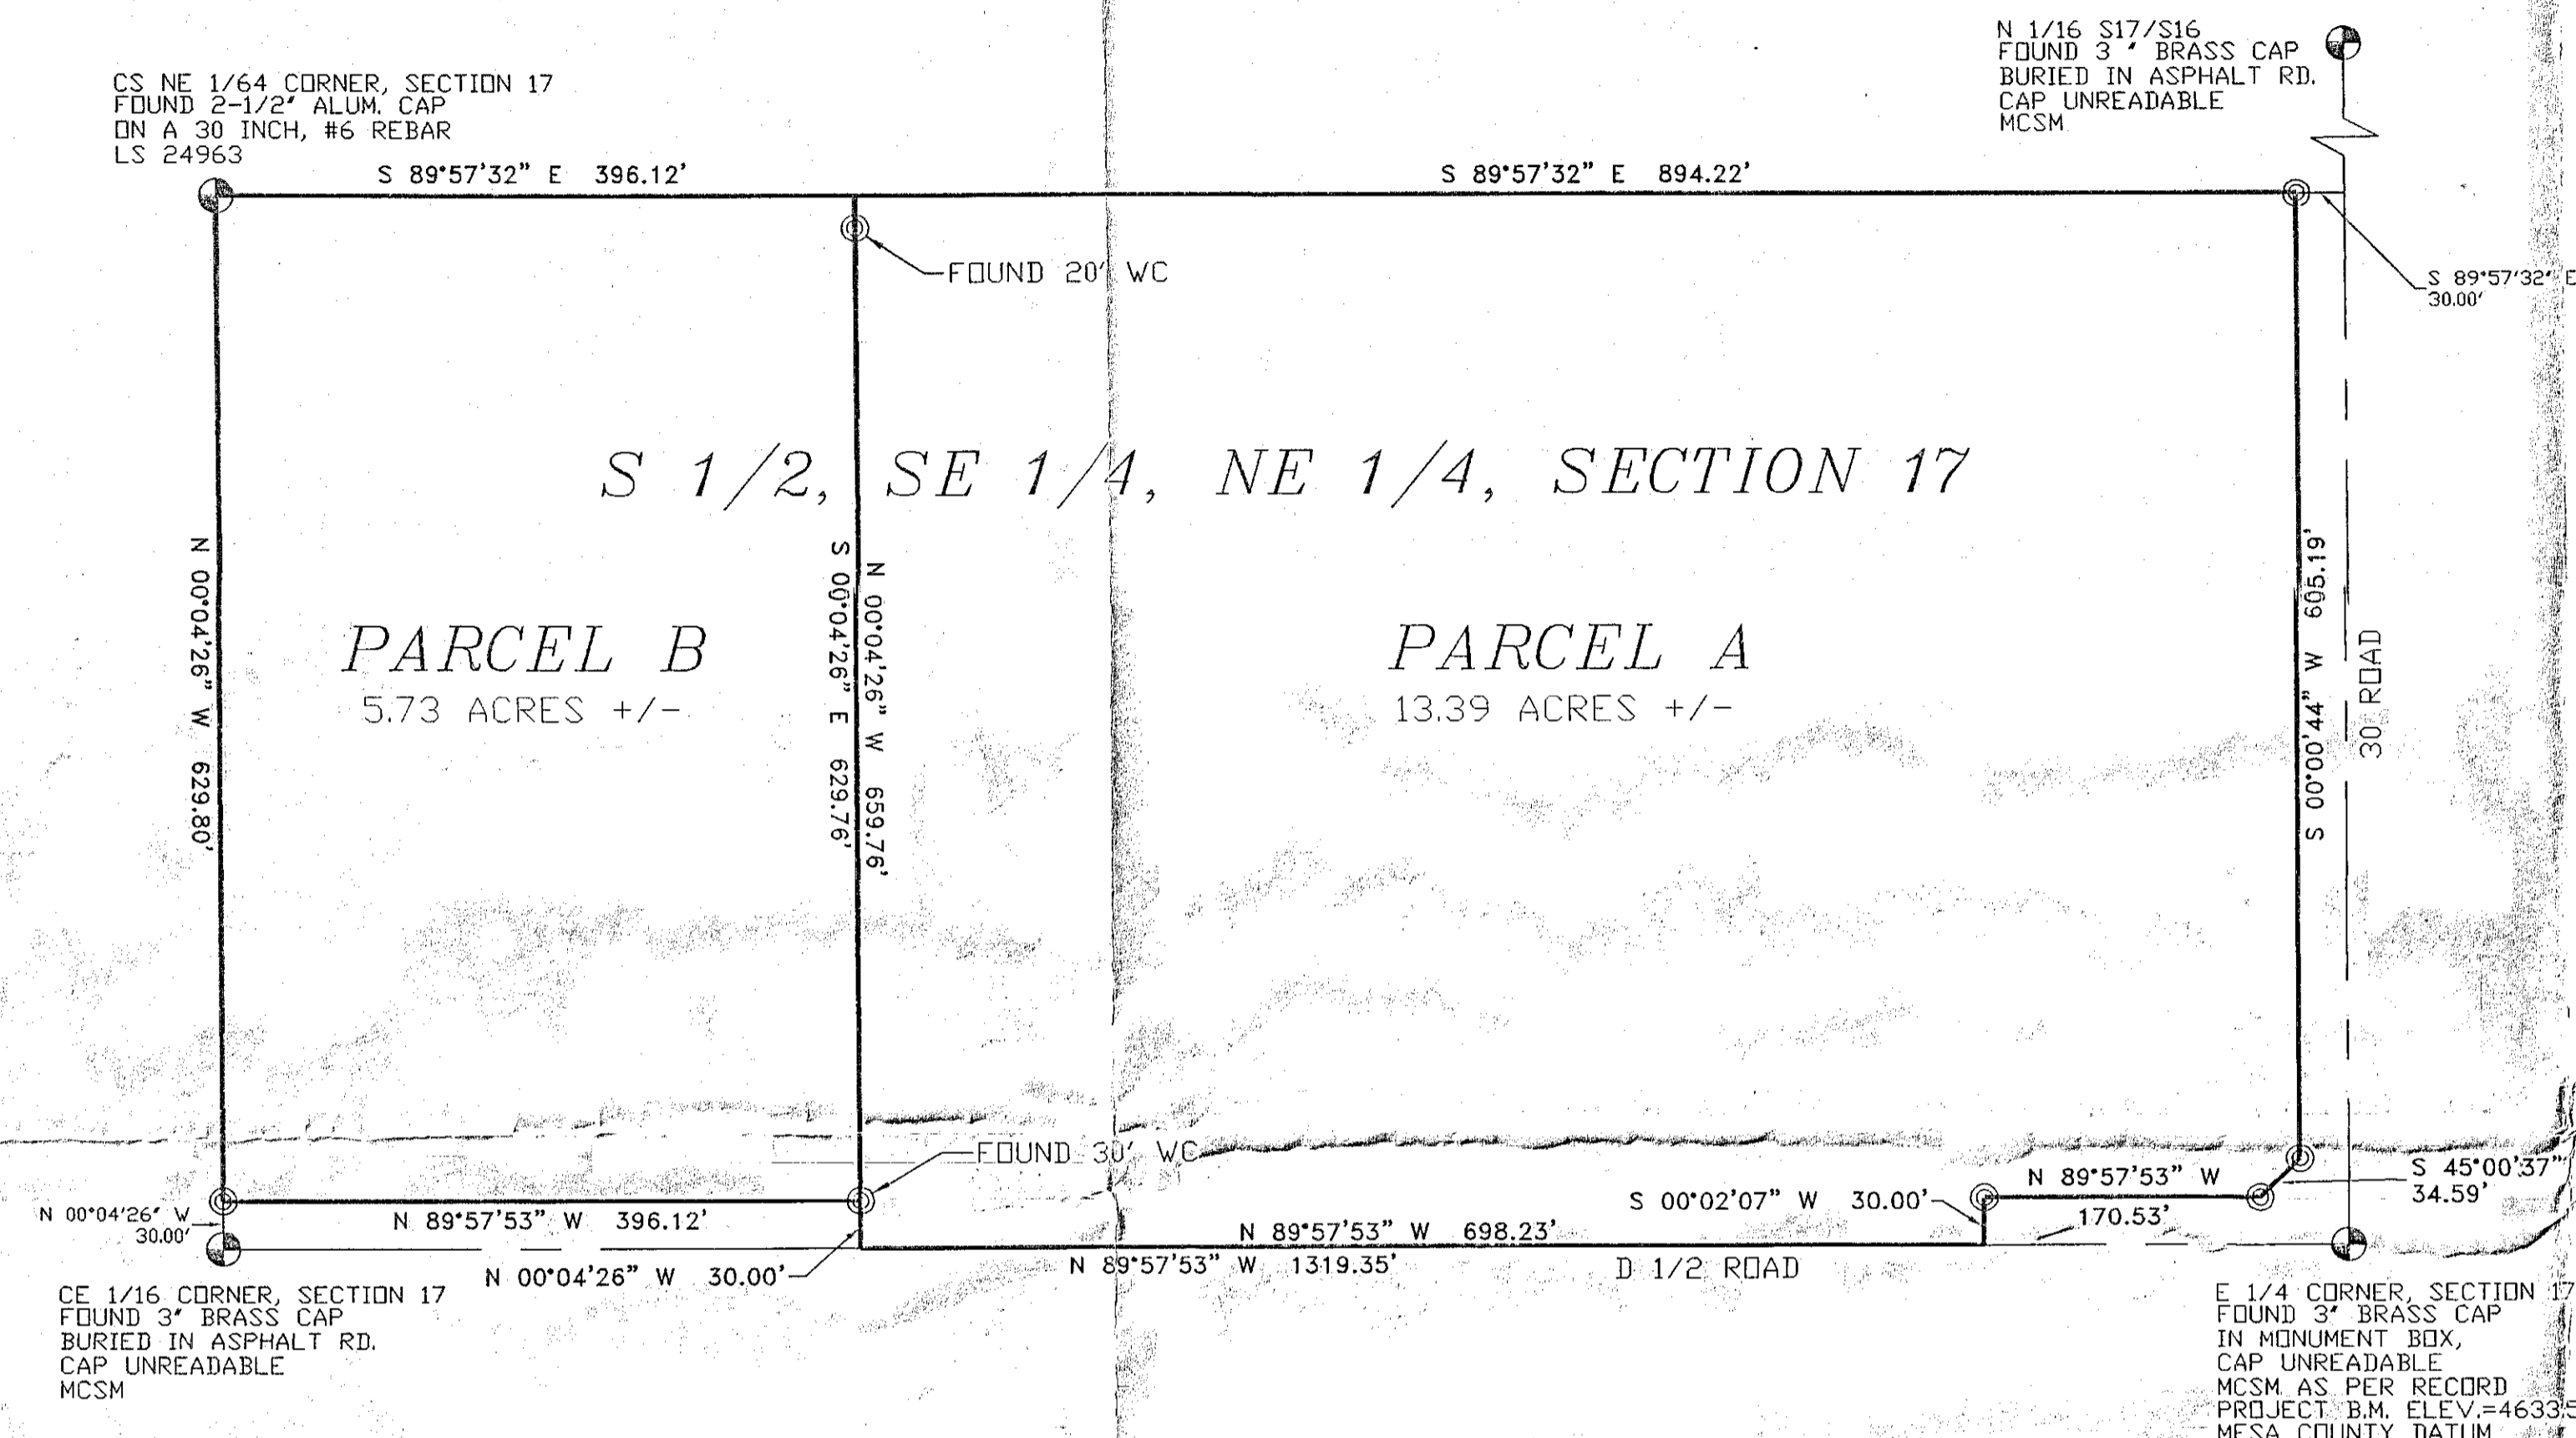 N 1/16 S17/S16
FOUND 3 " BRASS CAP
BURIED IN ASPHALT RD.
CAP UNREADABLE
MCSM
CS NE 1/64 CORNER, SECTION 17
FOUND 2-1/2" ALUM. CAP
ON A 30 INCH, #6 REBAR
LS 24963
S 89°57'32" E 396.12'
S 89°57'32" E 894.22'
FOUND 20' WC
S 89°57'32" E
30.00'
S 1/2, SE 1/4, NE 1/4, SECTION 17
N 00°04'26" W 629.80'
S 00°04'26" E 629.76'
N 00°04'26" W 659.76'
S 00°00'44" W 605.19'
30 ROAD
PARCEL B
5.73 ACRES +/-
PARCEL A
13.39 ACRES +/-
FOUND 30' WC
N 89°57'53" W
170.53'
S 45°00'37"
34.59'
S 00°02'07" W 30.00'
N 00°04'26" W
30.00'
N 89°57'53" W 396.12'
N 89°57'53" W 698.23'
N 00°04'26" W 30.00'
N 89°57'53" W 1319.35'
D 1/2 ROAD
CE 1/16 CORNER, SECTION 17
FOUND 3" BRASS CAP
BURIED IN ASPHALT RD.
CAP UNREADABLE
MCSM
E 1/4 CORNER, SECTION 17
FOUND 3" BRASS CAP
IN MONUMENT BOX,
CAP UNREADABLE
MCSM AS PER RECORD
PROJECT B.M. ELEV.=4633.5
MESA COUNTY DATUM